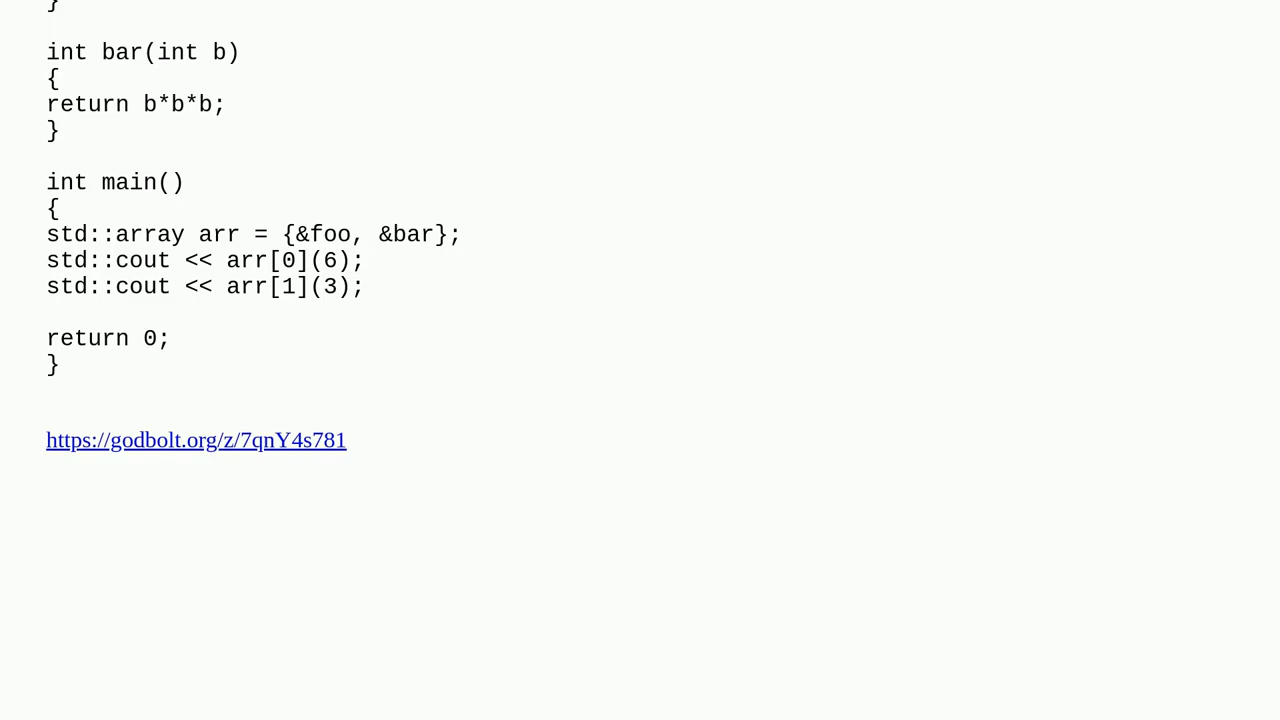 }
int bar(int b)
{
return b*b*b;
}
int main()
{
std::array arr = {&foo, &bar};
std::cout << arr[0](6);
std::cout << arr[1](3);
return 0;
}
https://godbolt.org/z/7qnY4s781